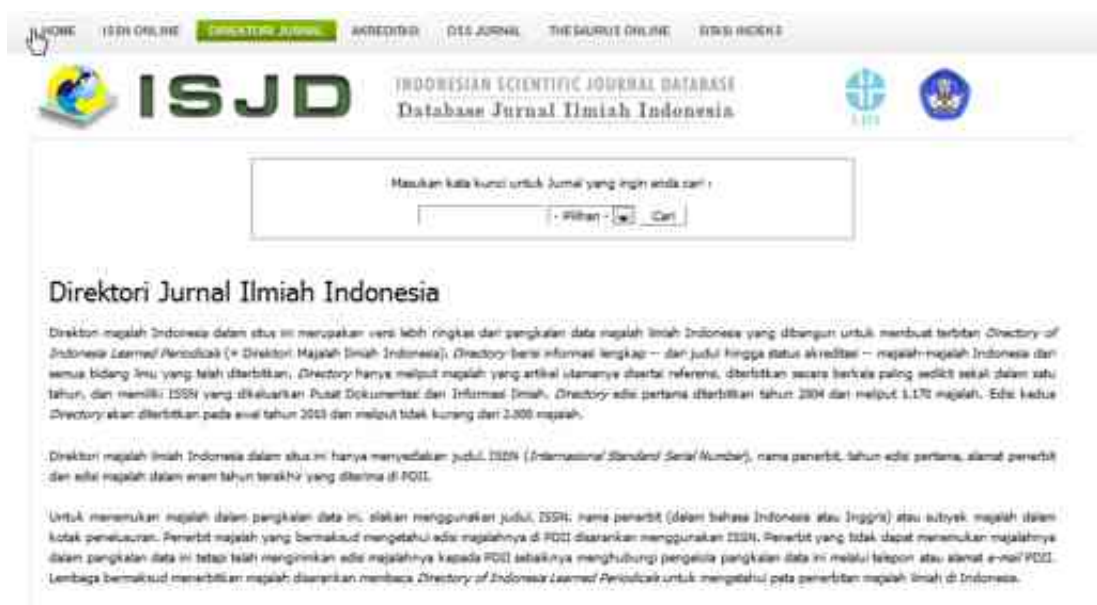 HOME ISSN ONLINE DIREKTORI JURNAL AKREDITASI OSS JURNAL THESAURUS ONLINE SITASI INDEKS
ISJD
INDONESIAN SCIENTIFIC JOURNAL DATABASE
Database Jurnal Ilmiah Indonesia
LIPI
Masukan kata kunci untuk Jurnal yang ingin anda cari :
- Pilihan - Cari
Direktori Jurnal Ilmiah Indonesia
Direktori majalah Indonesia dalam situs ini merupakan versi lebih ringkas dari pangkalan data majalah ilmiah Indonesia yang dibangun untuk membuat terbitan Directory of
Indonesia Learned Periodicals (= Direktori Majalah Ilmiah Indonesia). Directory berisi informasi lengkap -- dari judul hingga status akreditasi -- majalah-majalah Indonesia dari
semua bidang ilmu yang telah diterbitkan. Directory hanya meliput majalah yang artikel utamanya disertai referensi, diterbitkan secara berkala paling sedikit sekali dalam satu
tahun, dan memiliki ISSN yang dikeluarkan Pusat Dokumentasi dan Informasi Ilmiah. Directory edisi pertama diterbitkan tahun 2004 dan meliput 1.170 majalah. Edisi kedua
Directory akan diterbitkan pada awal tahun 2010 dan meliput tidak kurang dari 2.000 majalah.
Direktori majalah ilmiah Indonesia dalam situs ini hanya menyediakan judul, ISSN (Internasional Standard Serial Number), nama penerbit, tahun edisi pertama, alamat penerbit
dan edisi majalah dalam enam tahun terakhir yang diterima di PDII.
Untuk menemukan majalah dalam pangkalan data ini, silakan menggunakan judul, ISSN, nama penerbit (dalam bahasa Indonesia atau Inggris) atau subyek majalah dalam
kotak penelusuran. Penerbit majalah yang bermaksud mengetahui edisi majalahnya di PDII disarankan menggunakan ISSN. Penerbit yang tidak dapat menemukan majalahnya
dalam pangkalan data ini tetapi telah mengirimkan edisi majalahnya kepada PDII sebaiknya menghubungi pengelola pangkalan data ini melalui telepon atau alamat e-mail PDII.
Lembaga bermaksud menerbitkan majalah disarankan membaca Directory of Indonesia Learned Periodicals untuk mengetahui peta penerbitan majalah ilmiah di Indonesia.